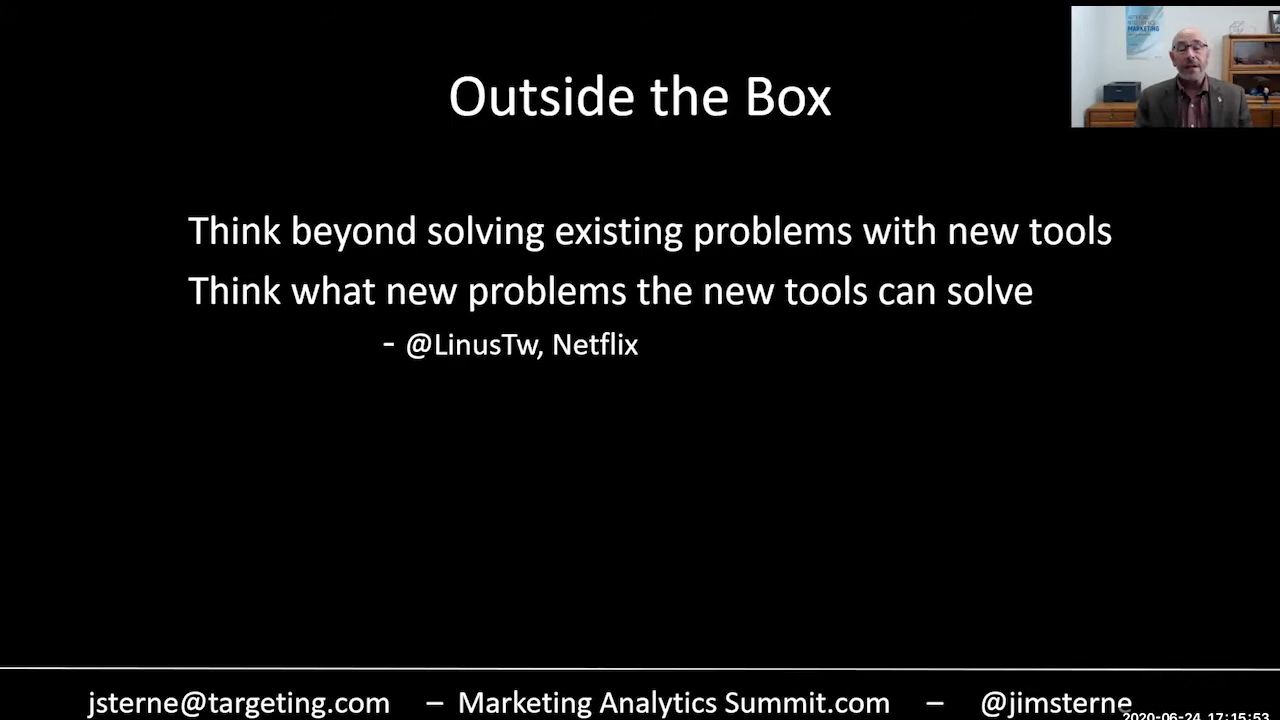 Outside the Box
MARKETING
Think beyond solving existing problems with new tools
Think what new problems the new tools can solve
- @LinusTw, Netflix
jsterne@targeting.com – Marketing Analytics Summit.com – @jimsterne
2020-06-24 17:15:53